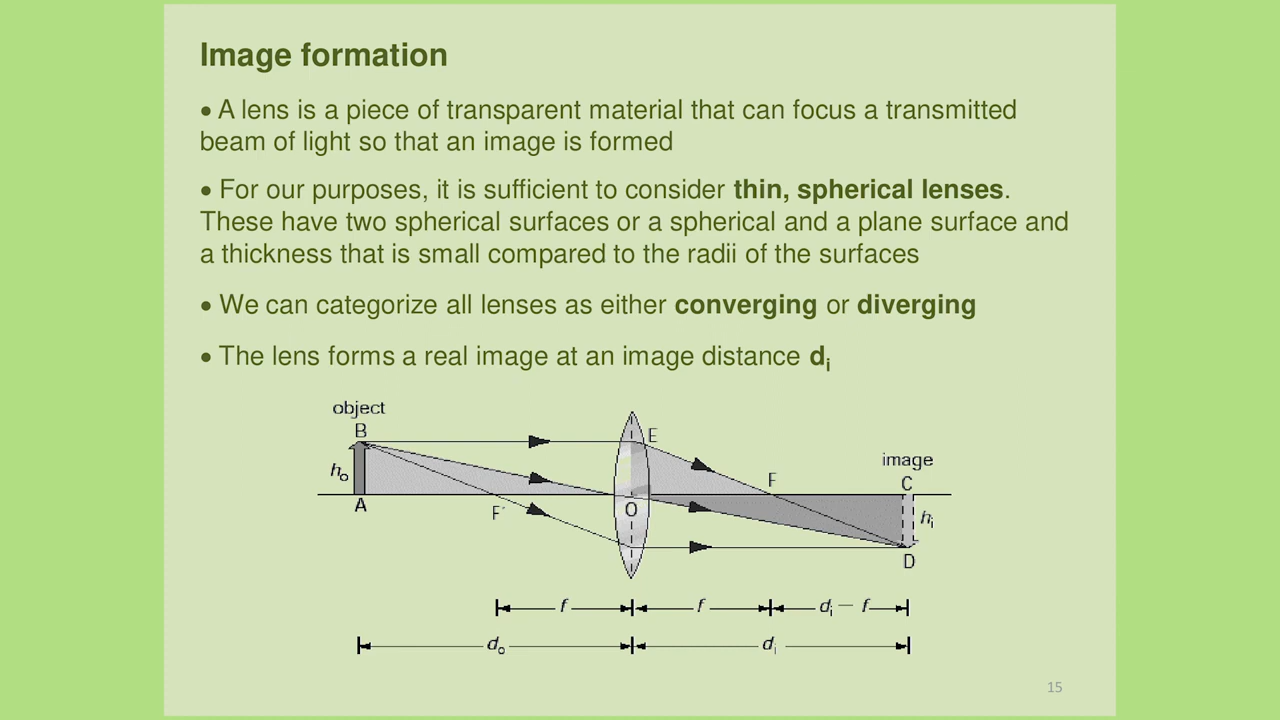 Image formation
• A lens is a piece of transparent material that can focus a transmitted
beam of light so that an image is formed
• For our purposes, it is sufficient to consider thin, spherical lenses.
These have two spherical surfaces or a spherical and a plane surface and
a thickness that is small compared to the radii of the surfaces
• We can categorize all lenses as either converging or diverging
• The lens forms a real image at an image distance di
object
B
E
image
ho
F
C
A
F'
O
hi
D
f
f
di − f
do
di
15